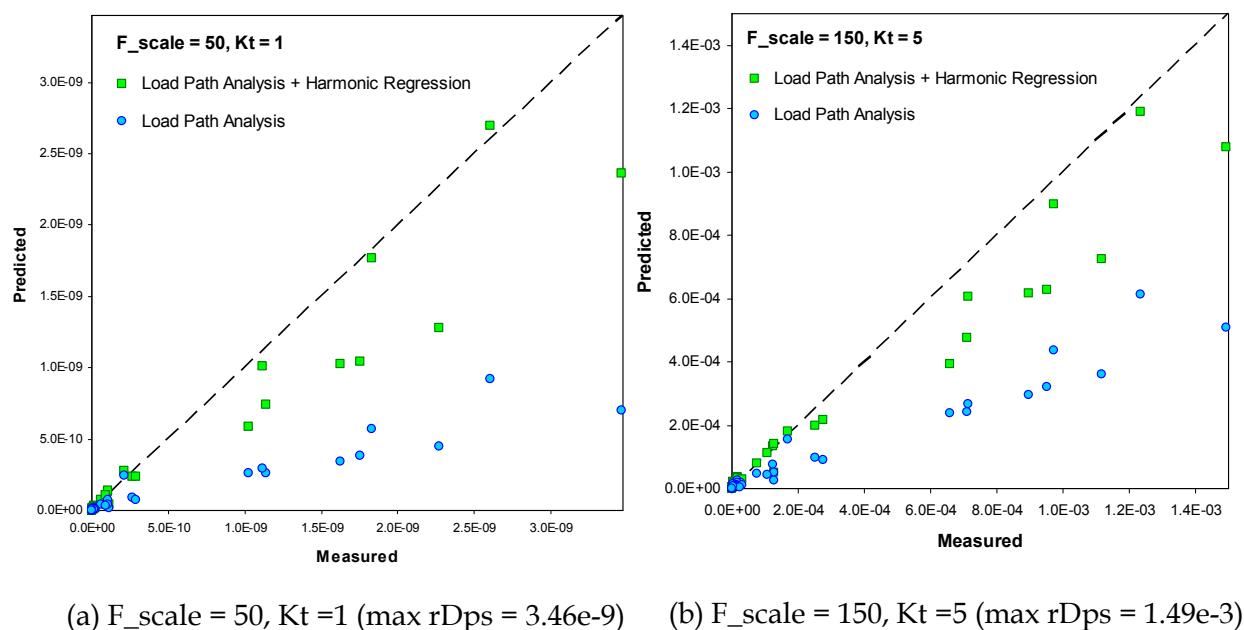 F_scale = 50, Kt = 1
Load Path Analysis + Harmonic Regression
Load Path Analysis
3.0E-09
2.5E-09
2.0E-09
1.5E-09
1.0E-09
5.0E-10
0.0E+00
Predicted
0.0E+00 5.0E-10 1.0E-09 1.5E-09 2.0E-09 2.5E-09 3.0E-09
Measured
F_scale = 150, Kt = 5
Load Path Analysis + Harmonic Regression
Load Path Analysis
1.4E-03
1.2E-03
1.0E-03
8.0E-04
6.0E-04
4.0E-04
2.0E-04
0.0E+00
Predicted
0.0E+00 2.0E-04 4.0E-04 6.0E-04 8.0E-04 1.0E-03 1.2E-03 1.4E-03
Measured
(a) F_scale = 50, Kt =1 (max rDps = 3.46e-9)
(b) F_scale = 150, Kt =5 (max rDps = 1.49e-3)